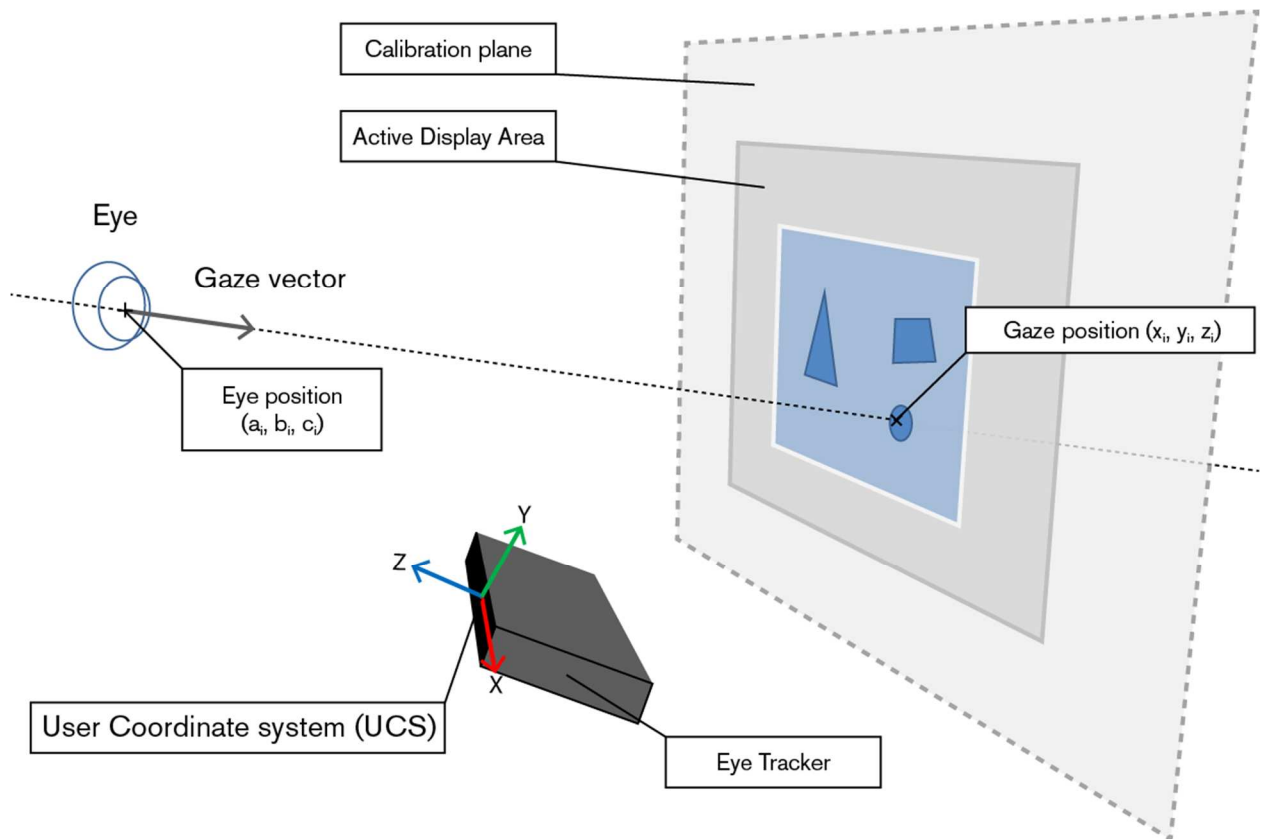 Calibration plane
Active Display Area
Eye
Gaze vector
Gaze position (xᵢ, yᵢ, zᵢ)
Eye position
(aᵢ, bᵢ, cᵢ)
Y
Z
X
User Coordinate system (UCS)
Eye Tracker